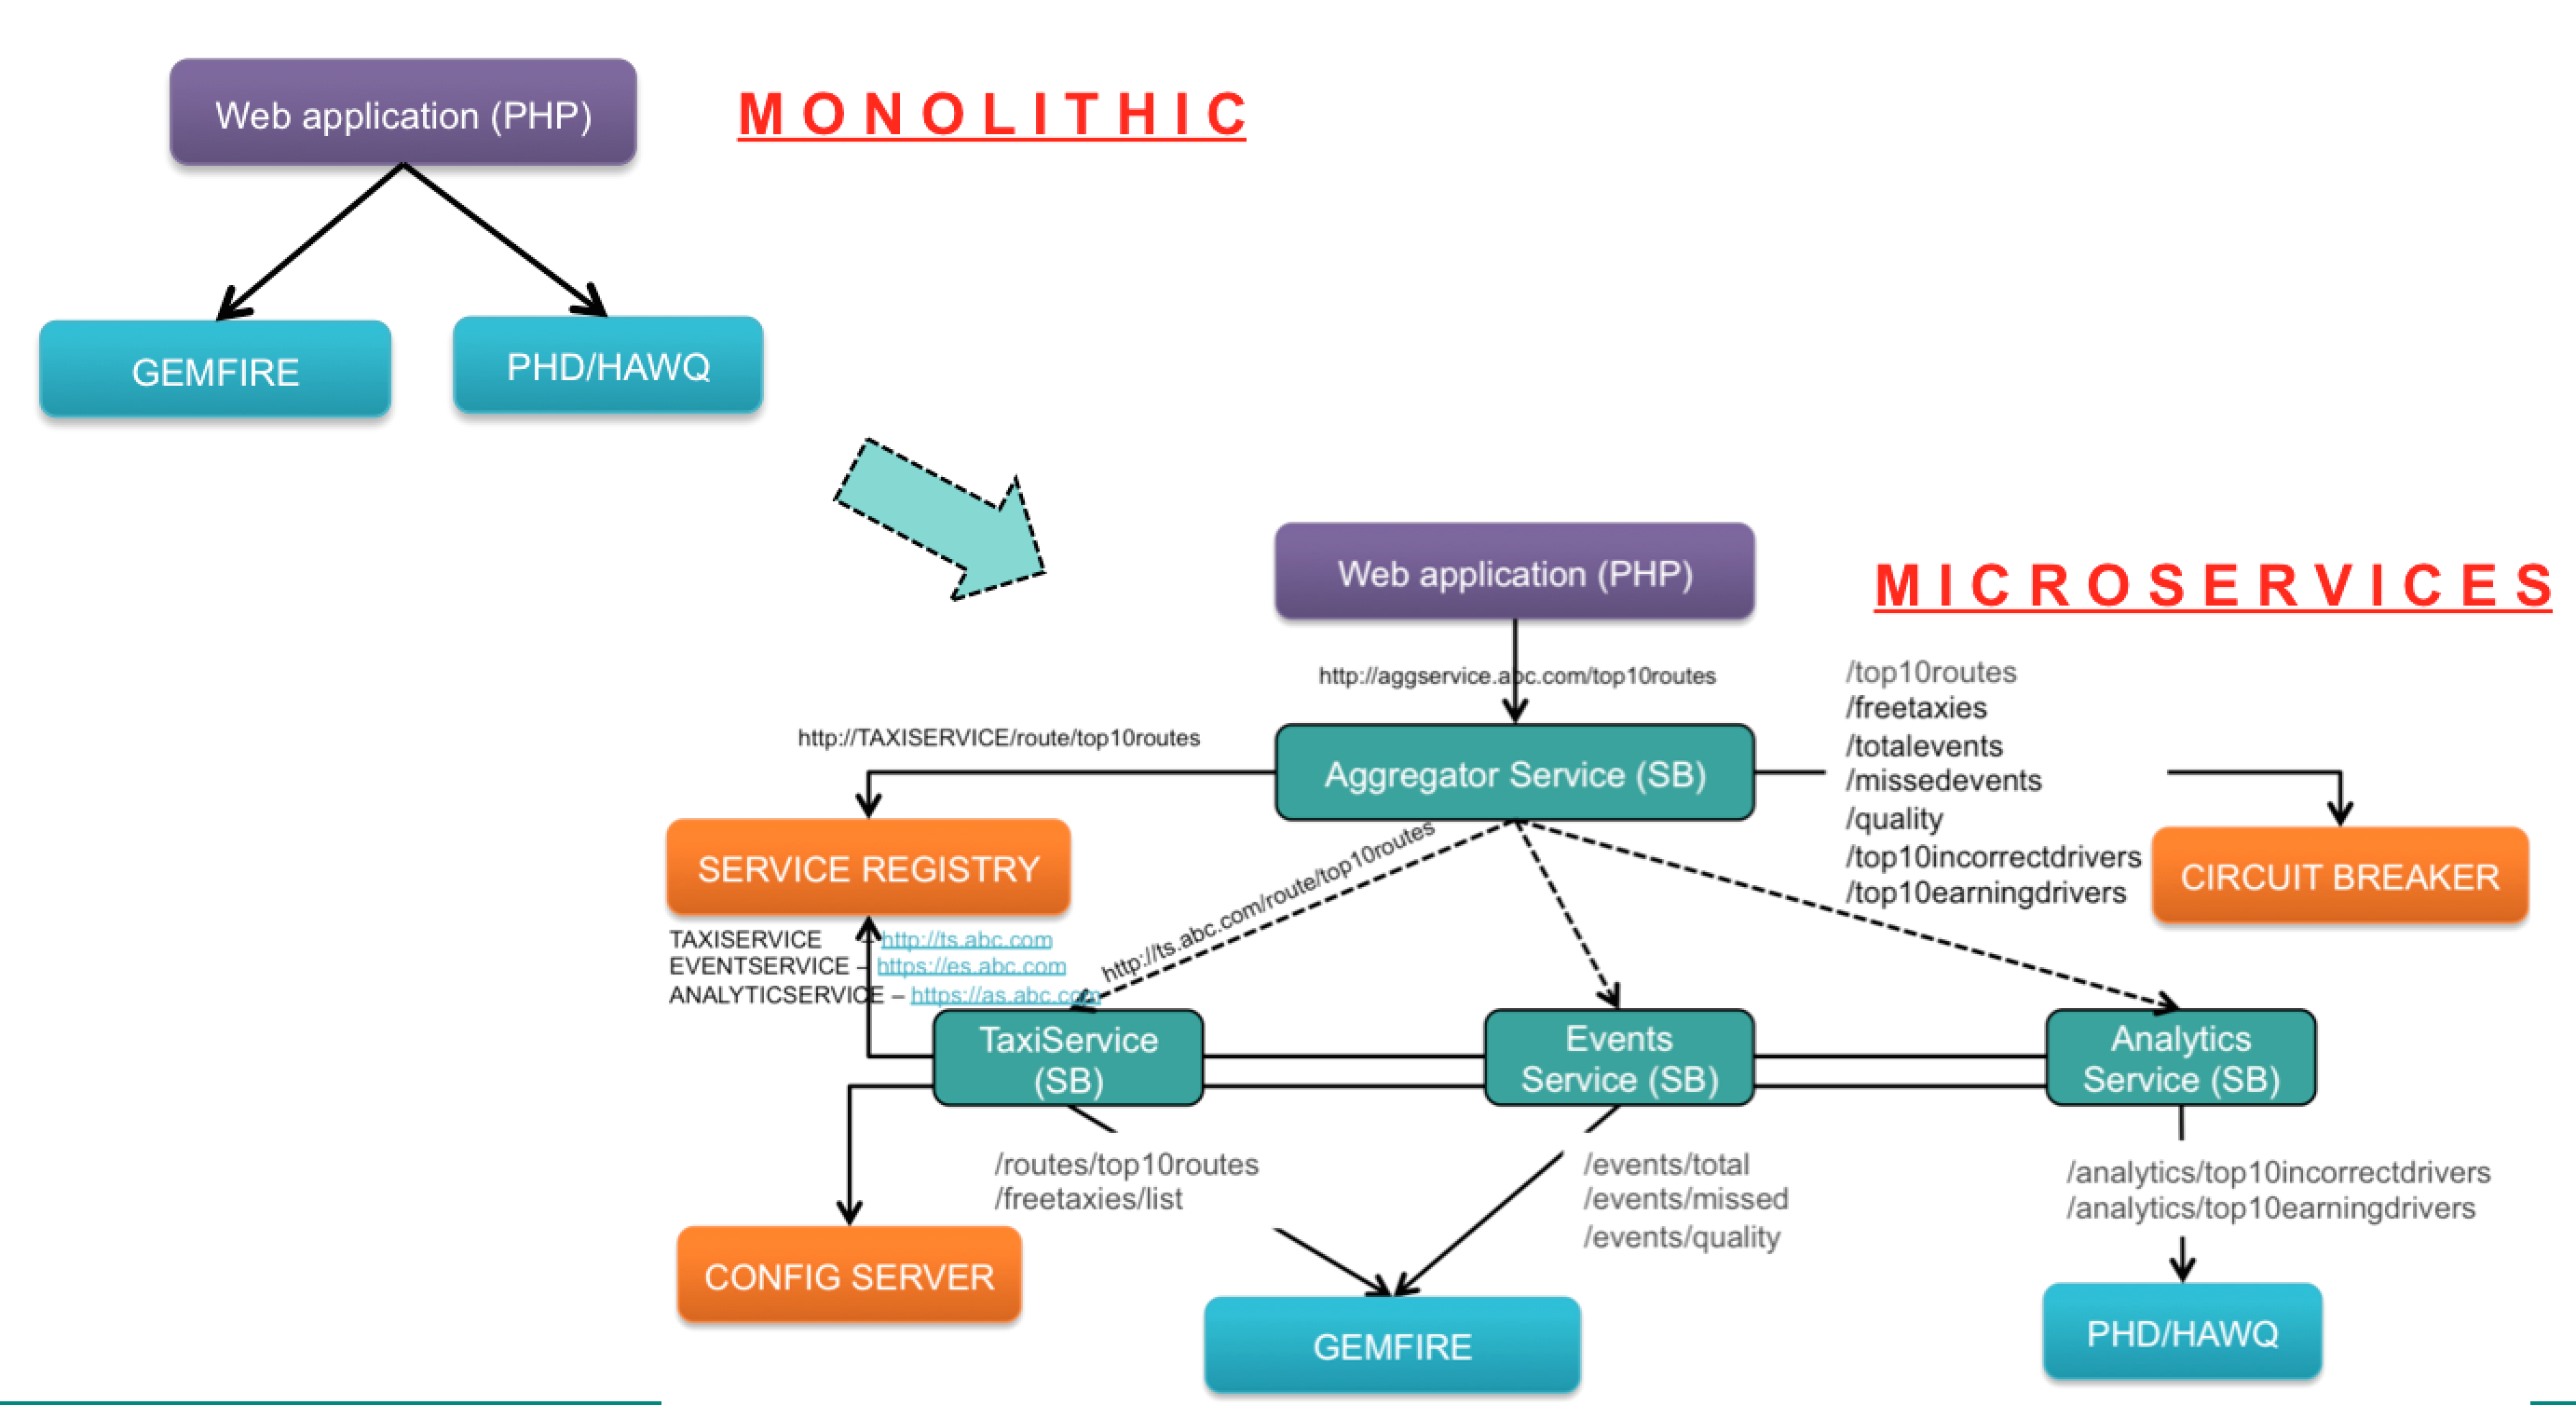 Web application (PHP)
MONOLITHIC
GEMFIRE
PHD/HAWQ
Web application (PHP)
MICROSERVICES
http://aggservice.abc.com/top10routes
/top10routes
/freetaxies
/totalevents
/missedevents
/quality
/top10incorrectdrivers
/top10earningdrivers
http://TAXISERVICE/route/top10routes
Aggregator Service (SB)
SERVICE REGISTRY
CIRCUIT BREAKER
http://ts.abc.com/route/top10routes
TAXISERVICE – http://ts.abc.com
EVENTSERVICE – https://es.abc.com
ANALYTICSERVICE – https://as.abc.com
TaxiService
(SB)
Events
Service (SB)
Analytics
Service (SB)
/routes/top10routes
/freetaxies/list
/events/total
/events/missed
/events/quality
/analytics/top10incorrectdrivers
/analytics/top10earningdrivers
CONFIG SERVER
GEMFIRE
PHD/HAWQ